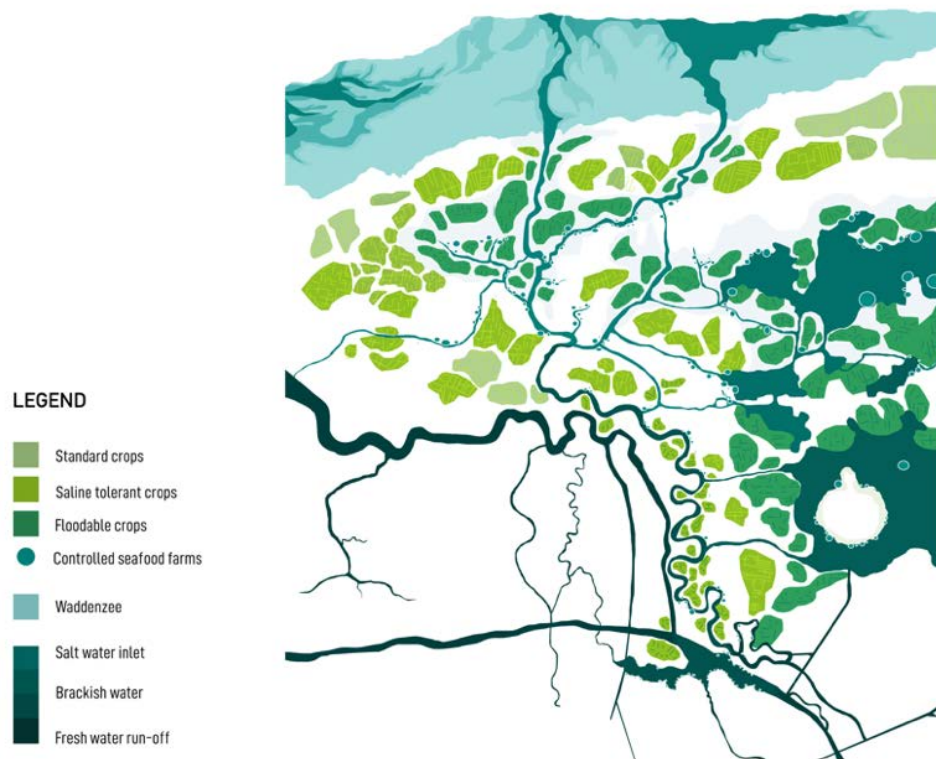 LEGEND
Standard crops
Saline tolerant crops
Floodable crops
Controlled seafood farms
Waddenzee
Salt water inlet
Brackish water
Fresh water run-off